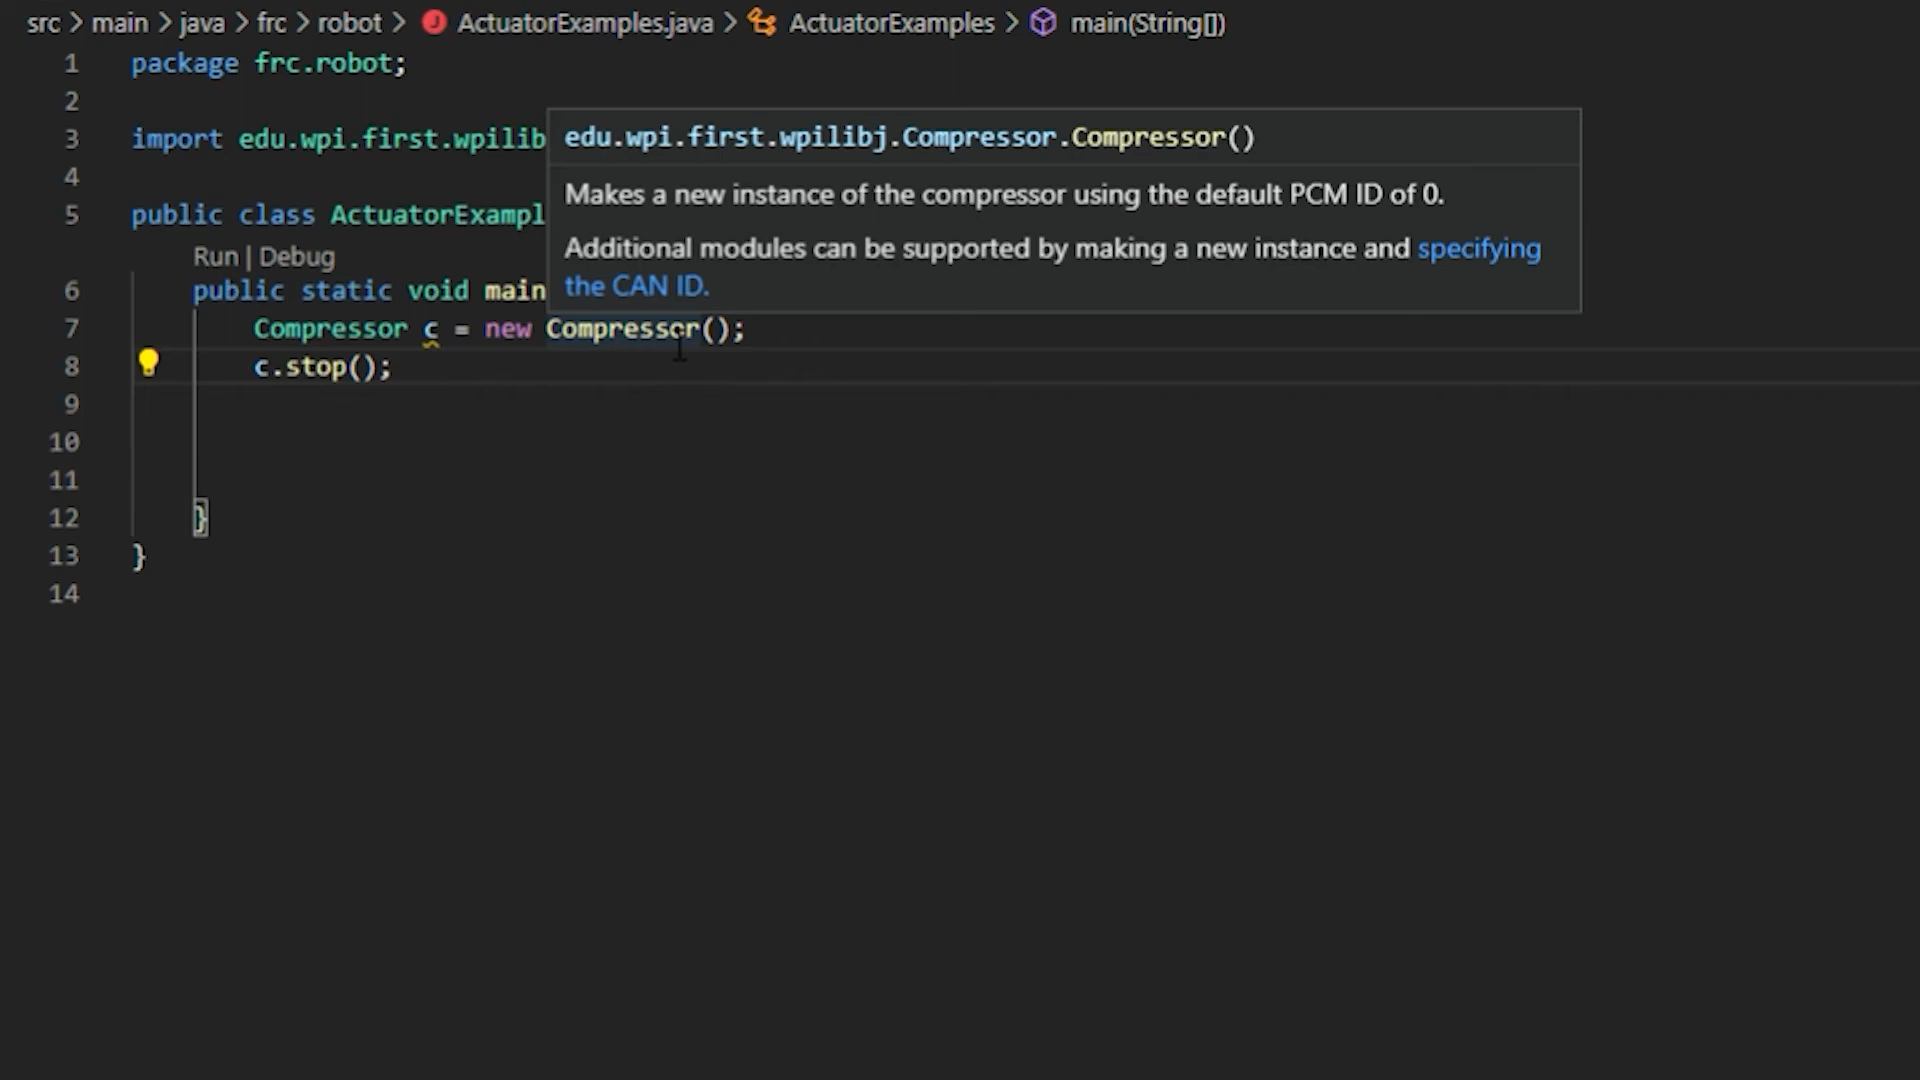 src > main > java > frc > robot > ActuatorExamples.java > ActuatorExamples > main(String[])
1 package frc.robot;
2
3 import edu.wpi.first.wpilib
edu.wpi.first.wpilibj.Compressor.Compressor()
4
Makes a new instance of the compressor using the default PCM ID of 0.
5 public class ActuatorExampl
Additional modules can be supported by making a new instance and specifying
the CAN ID.
Run | Debug
6 public static void main
7 Compressor c = new Compressor();
8 c.stop();
9
10
11
12 }
13 }
14